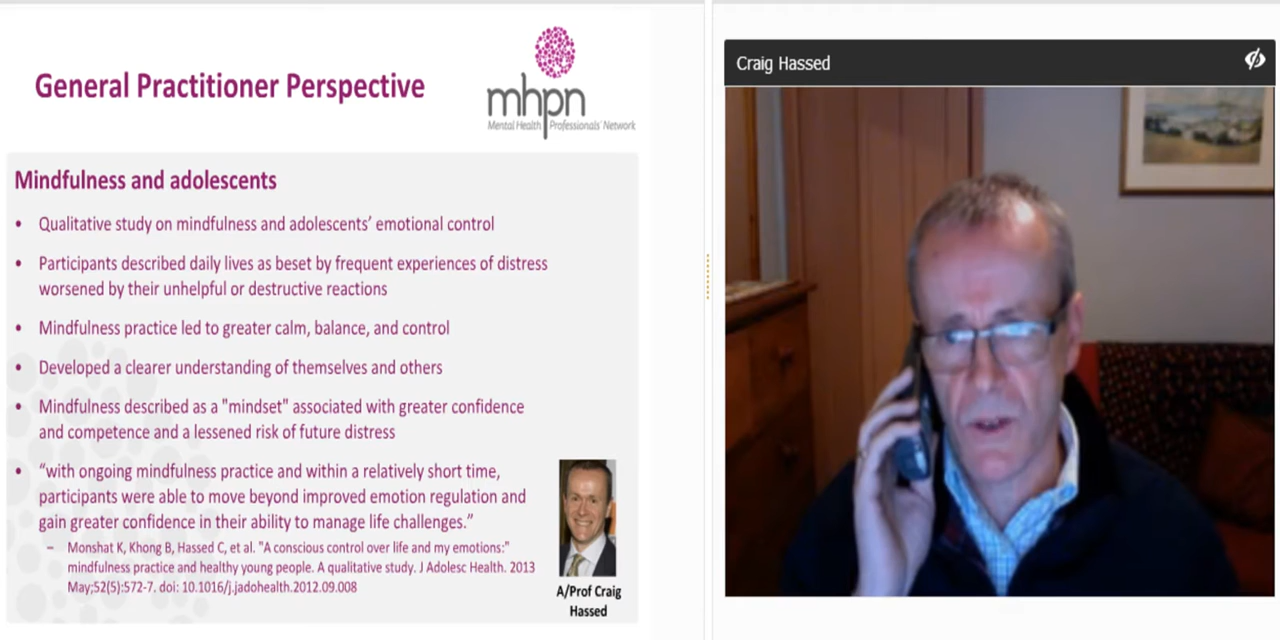 General Practitioner Perspective
mhpn
Mental Health Professionals' Network
Mindfulness and adolescents
• Qualitative study on mindfulness and adolescents' emotional control
• Participants described daily lives as beset by frequent experiences of distress
worsened by their unhelpful or destructive reactions
• Mindfulness practice led to greater calm, balance, and control
• Developed a clearer understanding of themselves and others
• Mindfulness described as a "mindset" associated with greater confidence
and competence and a lessened risk of future distress
• “with ongoing mindfulness practice and within a relatively short time,
participants were able to move beyond improved emotion regulation and
gain greater confidence in their ability to manage life challenges.”
– Monshat K, Khong B, Hassed C, et al. "A conscious control over life and my emotions:"
mindfulness practice and healthy young people. A qualitative study. J Adolesc Health. 2013
May;52(5):572-7. doi: 10.1016/j.jadohealth.2012.09.008
A/Prof Craig
Hassed
Craig Hassed